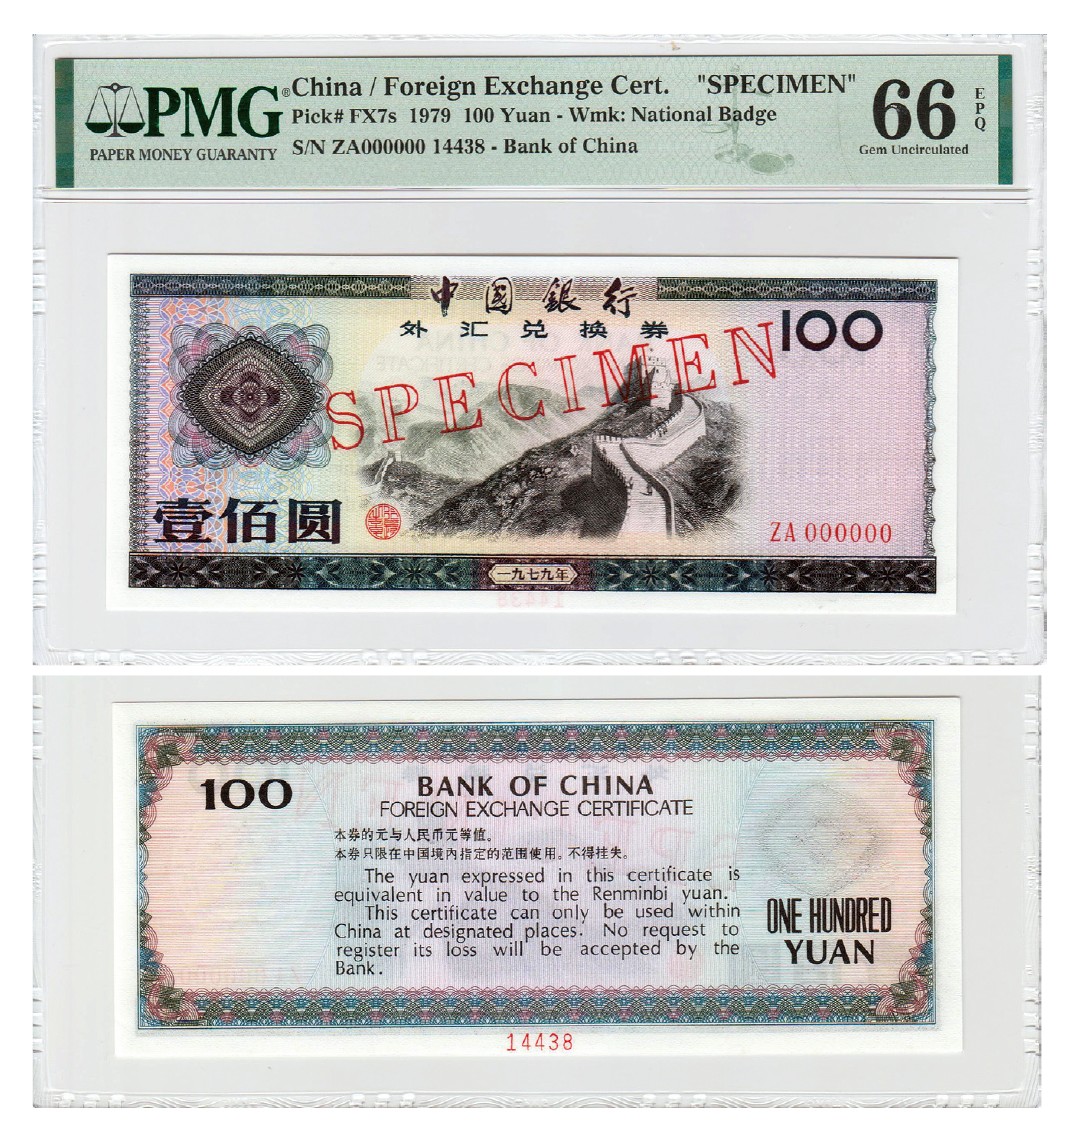 PMG®
PAPER MONEY GUARANTY
China / Foreign Exchange Cert. "SPECIMEN"
Pick# FX7s 1979 100 Yuan - Wmk: National Badge
S/N ZA000000 14438 - Bank of China
66
EPQ
Gem Uncirculated
中國銀行
外汇兑换券
100
SPECIMEN
壹佰圆
ZA 000000
一九七九年
100
BANK OF CHINA
FOREIGN EXCHANGE CERTIFICATE
本券的元与人民币元等值。
本券只限在中国境内指定的范围使用。不得挂失。
The yuan expressed in this certificate is
equivalent in value to the Renminbi yuan.
This certificate can only be used within
China at designated places. No request to
register its loss will be accepted by the
Bank.
ONE HUNDRED
YUAN
14438